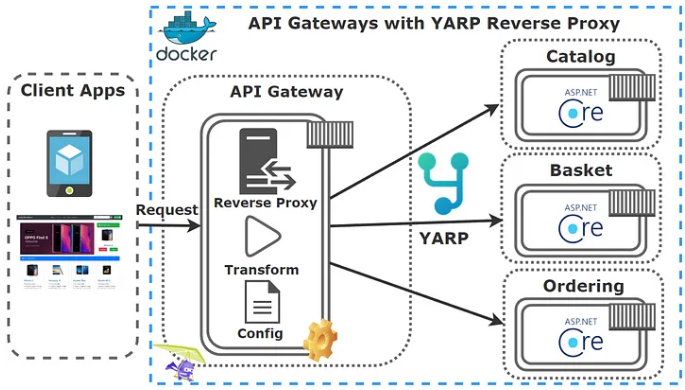 API Gateways with YARP Reverse Proxy
docker
Client Apps
API Gateway
Request
Reverse Proxy
Transform
Config
YARP
Catalog
ASP.NET
Core
Basket
ASP.NET
Core
Ordering
ASP.NET
Core